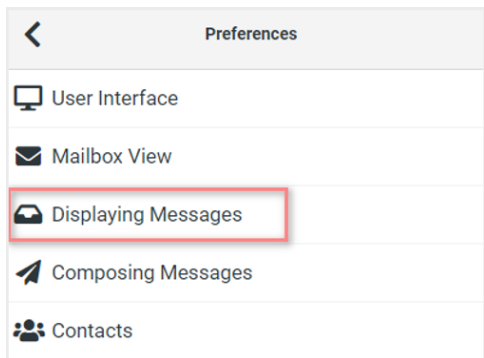 Preferences
User Interface
Mailbox View
Displaying Messages
Composing Messages
Contacts